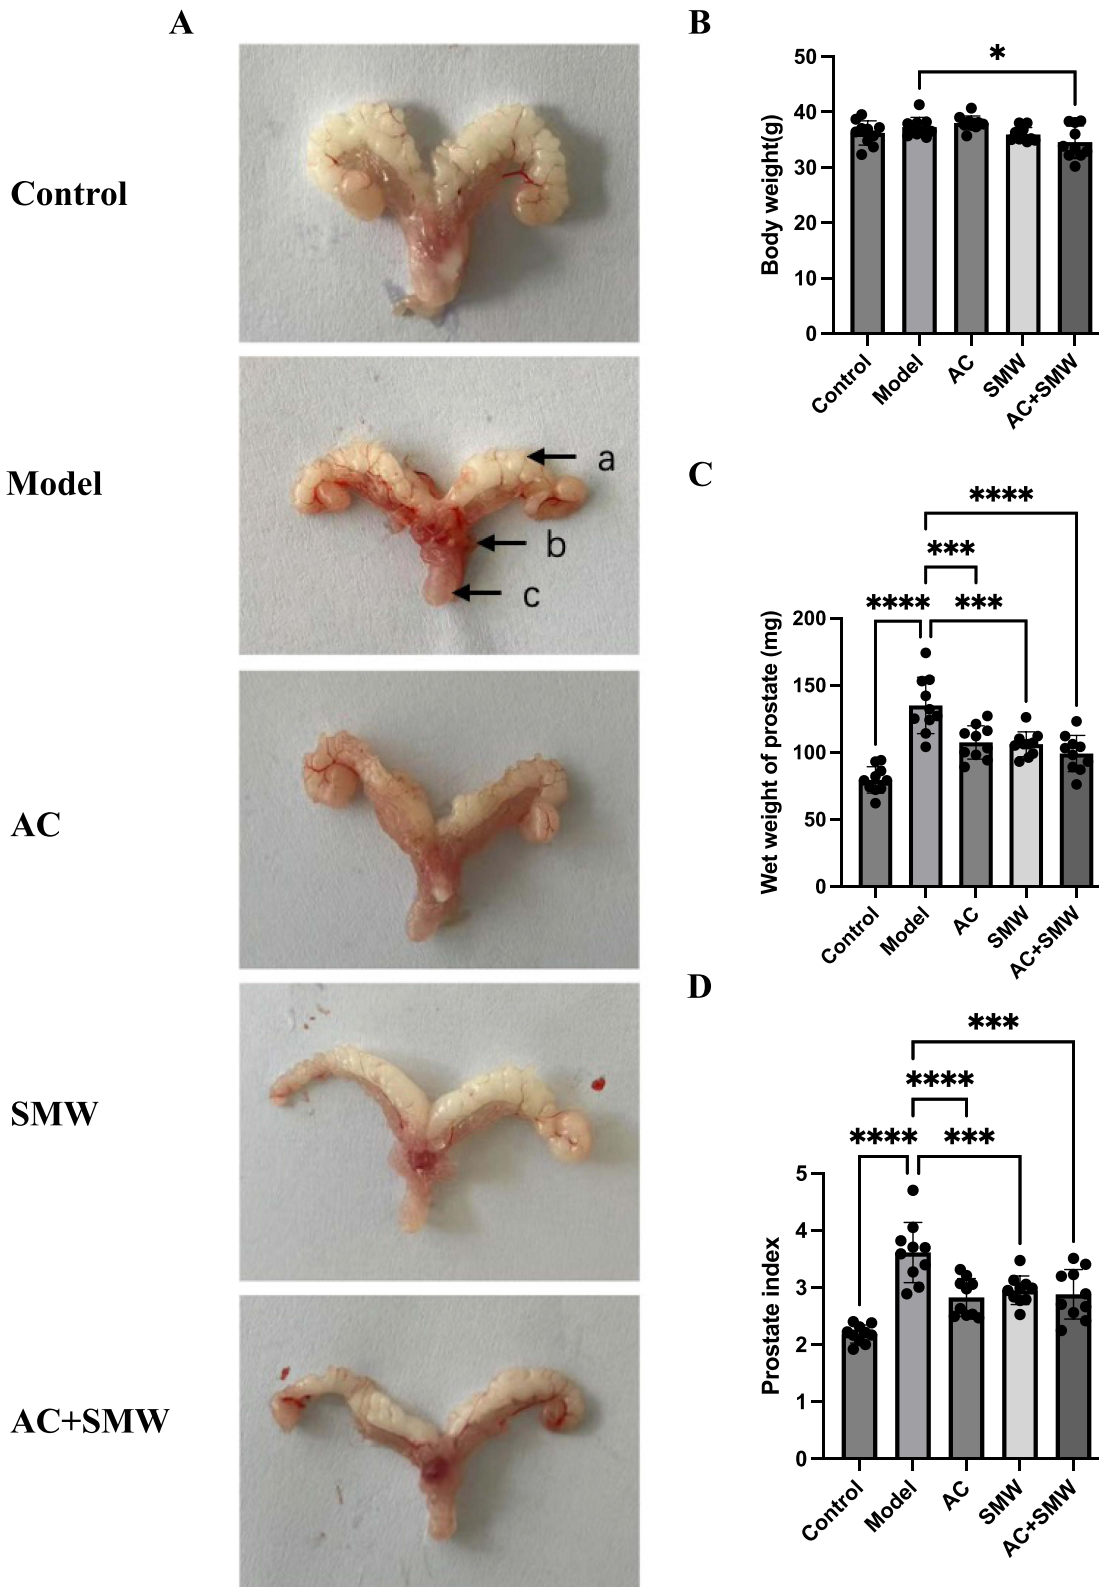 A
Control
Model
a
b
c
AC
SMW
AC+SMW
B
*
Body weight(g)
50
40
30
20
10
0
Control
Model
AC
SMW
AC+SMW
C
****
***
****
***
Wet weight of prostate (mg)
200
150
100
50
0
Control
Model
AC
SMW
AC+SMW
D
***
****
****
***
Prostate index
5
4
3
2
1
0
Control
Model
AC
SMW
AC+SMW